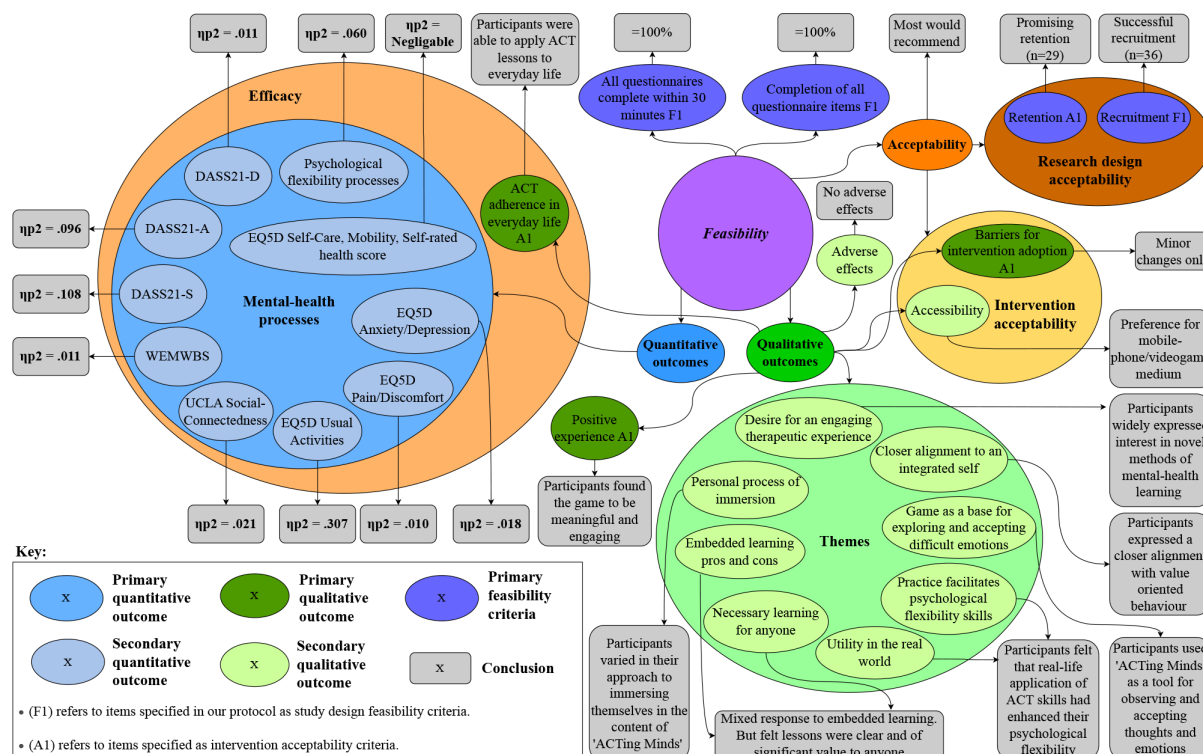 ηp2 = .011
ηp2 = .060
ηp2 =
Negligable
Participants were
able to apply ACT
lessons to
everyday life
=100%
=100%
Most would
recommend
Promising
retention
(n=29)
Successful
recruitment
(n=36)
Efficacy
All questionnaires
complete within 30
minutes F1
Completion of all
questionnaire items F1
Retention A1
Recruitment F1
Acceptability
Research design
acceptability
DASS21-D
Psychological
flexibility processes
ACT
adherence in
everyday life
A1
No adverse
effects
ηp2 = .096
DASS21-A
EQ5D Self-Care, Mobility, Self-rated
health score
Feasibility
Adverse
effects
Barriers for
intervention adoption
A1
Minor
changes only
ηp2 = .108
DASS21-S
Mental-health
processes
EQ5D
Anxiety/Depression
Accessibility
Intervention
acceptability
ηp2 = .011
WEMWBS
Quantitative
outcomes
Qualitative
outcomes
Preference for
mobile-
phone/videogame
medium
UCLA Social-
Connectedness
EQ5D Usual
Activities
EQ5D
Pain/Discomfort
Positive
experience A1
Desire for an engaging
therapeutic experience
Closer alignment to an
integrated self
Participants
widely expressed
interest in novel
methods of
mental-health
learning
Participants found
the game to be
meaningful and
engaging
Personal process of
immersion
Game as a base for
exploring and accepting
difficult emotions
ηp2 = .021
ηp2 = .307
ηp2 = .010
ηp2 = .018
Themes
Embedded learning
pros and cons
Practice facilitates
psychological
flexibility skills
Participants
expressed a
closer alignment
with value
oriented
behaviour
Necessary learning
for anyone
Utility in the real
world
Key:
x
Primary
quantitative
outcome
x
Primary
qualitative
outcome
x
Primary
feasibility
criteria
x
Secondary
quantitative
outcome
x
Secondary
qualitative
outcome
x
Conclusion
• (F1) refers to items specified in our protocol as study design feasibility criteria.
• (A1) refers to items specified as intervention acceptability criteria.
Participants
varied in their
approach to
immersing
themselves in the
content of
'ACTing Minds'
Mixed response to embedded learning.
But felt lessons were clear and of
significant value to anyone
Participants felt
that real-life
application of
ACT skills had
enhanced their
psychological
flexibility
Participants used
'ACTing Minds'
as a tool for
observing and
accepting
thoughts and
emotions